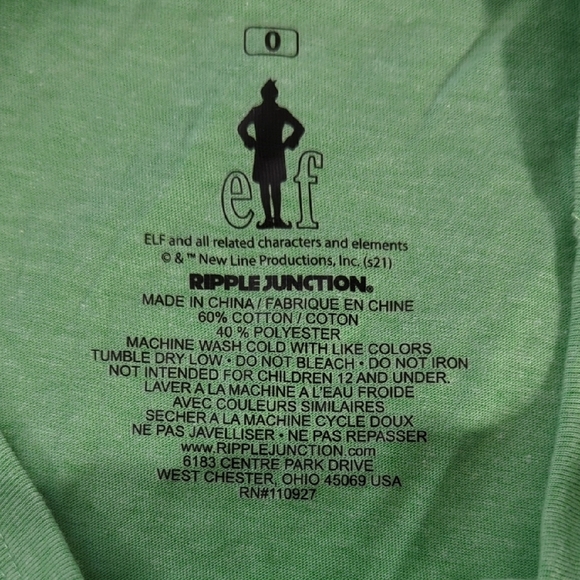 0
elf
ELF and all related characters and elements
© & ™ New Line Productions, Inc. (s21)
RIPPLE JUNCTION®
MADE IN CHINA / FABRIQUE EN CHINE
60% COTTON / COTON
40 % POLYESTER
MACHINE WASH COLD WITH LIKE COLORS
TUMBLE DRY LOW • DO NOT BLEACH • DO NOT IRON
NOT INTENDED FOR CHILDREN 12 AND UNDER.
LAVER A LA MACHINE A L'EAU FROIDE
AVEC COULEURS SIMILAIRES
SECHER A LA MACHINE CYCLE DOUX
NE PAS JAVELLISER • NE PAS REPASSER
www.RIPPLEJUNCTION.com
6183 CENTRE PARK DRIVE
WEST CHESTER, OHIO 45069 USA
RN#110927